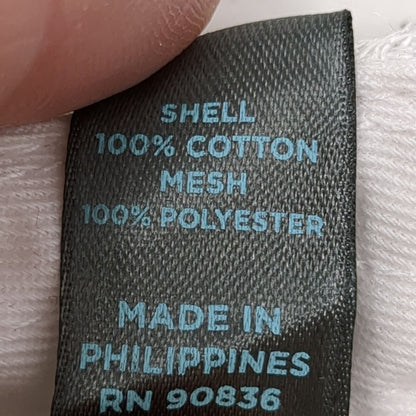 SHELL
100% COTTON
MESH
100% POLYESTER
MADE IN
PHILIPPINES
RN 90836